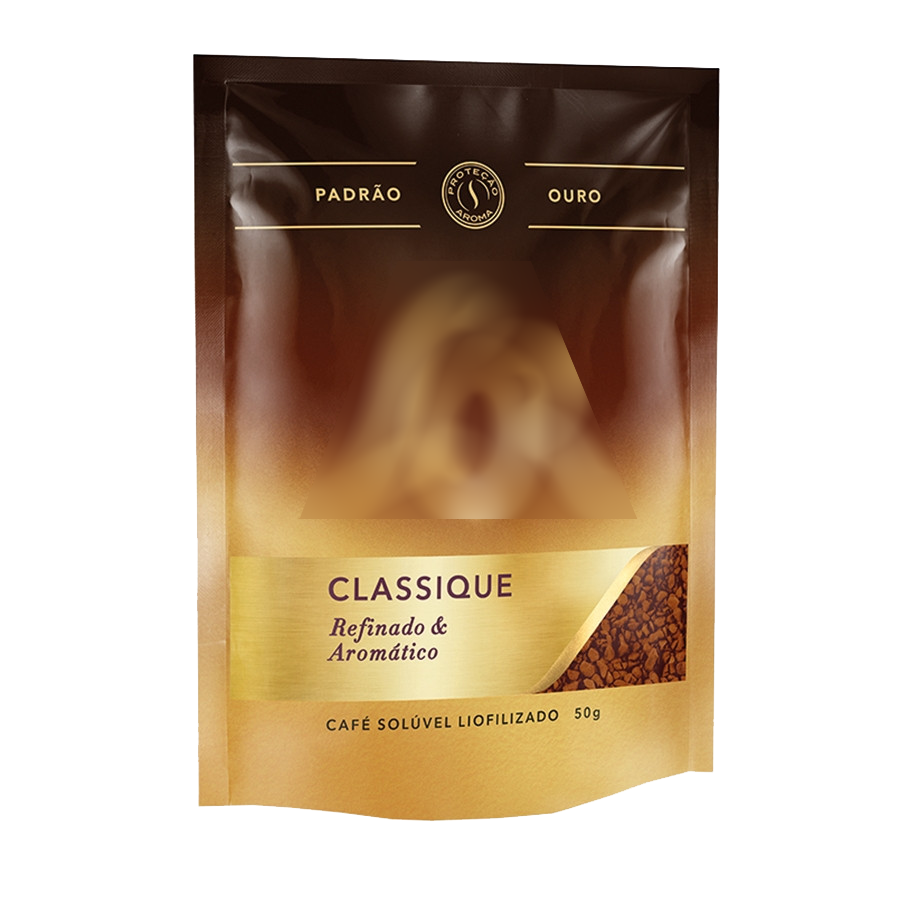 PADRÃO
PROTEÇÃO
AROMA
OURO
CLASSIQUE
Refinado &
Aromático
CAFÉ SOLÚVEL LIOFILIZADO 50g